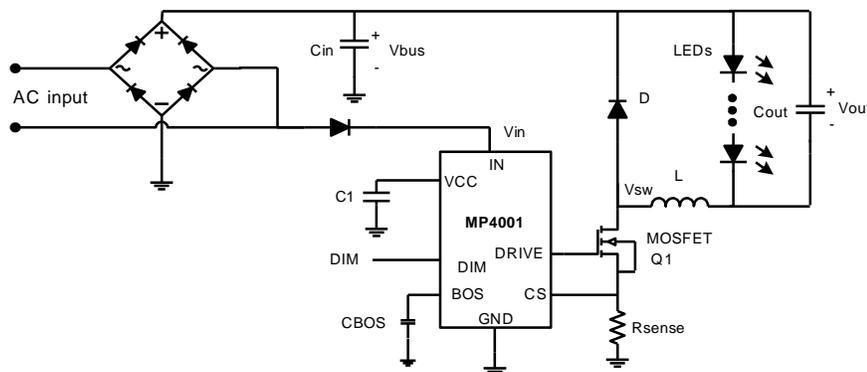 +
Cin
+
Vbus
-
LEDs
~
~
-
AC input
D
Cout
+
Vout
-
Vin
IN
VCC
C1
MP4001
Vsw
L
DRIVE
MOSFET
Q1
DIM
DIM
BOS
CS
CBOS
GND
Rsense